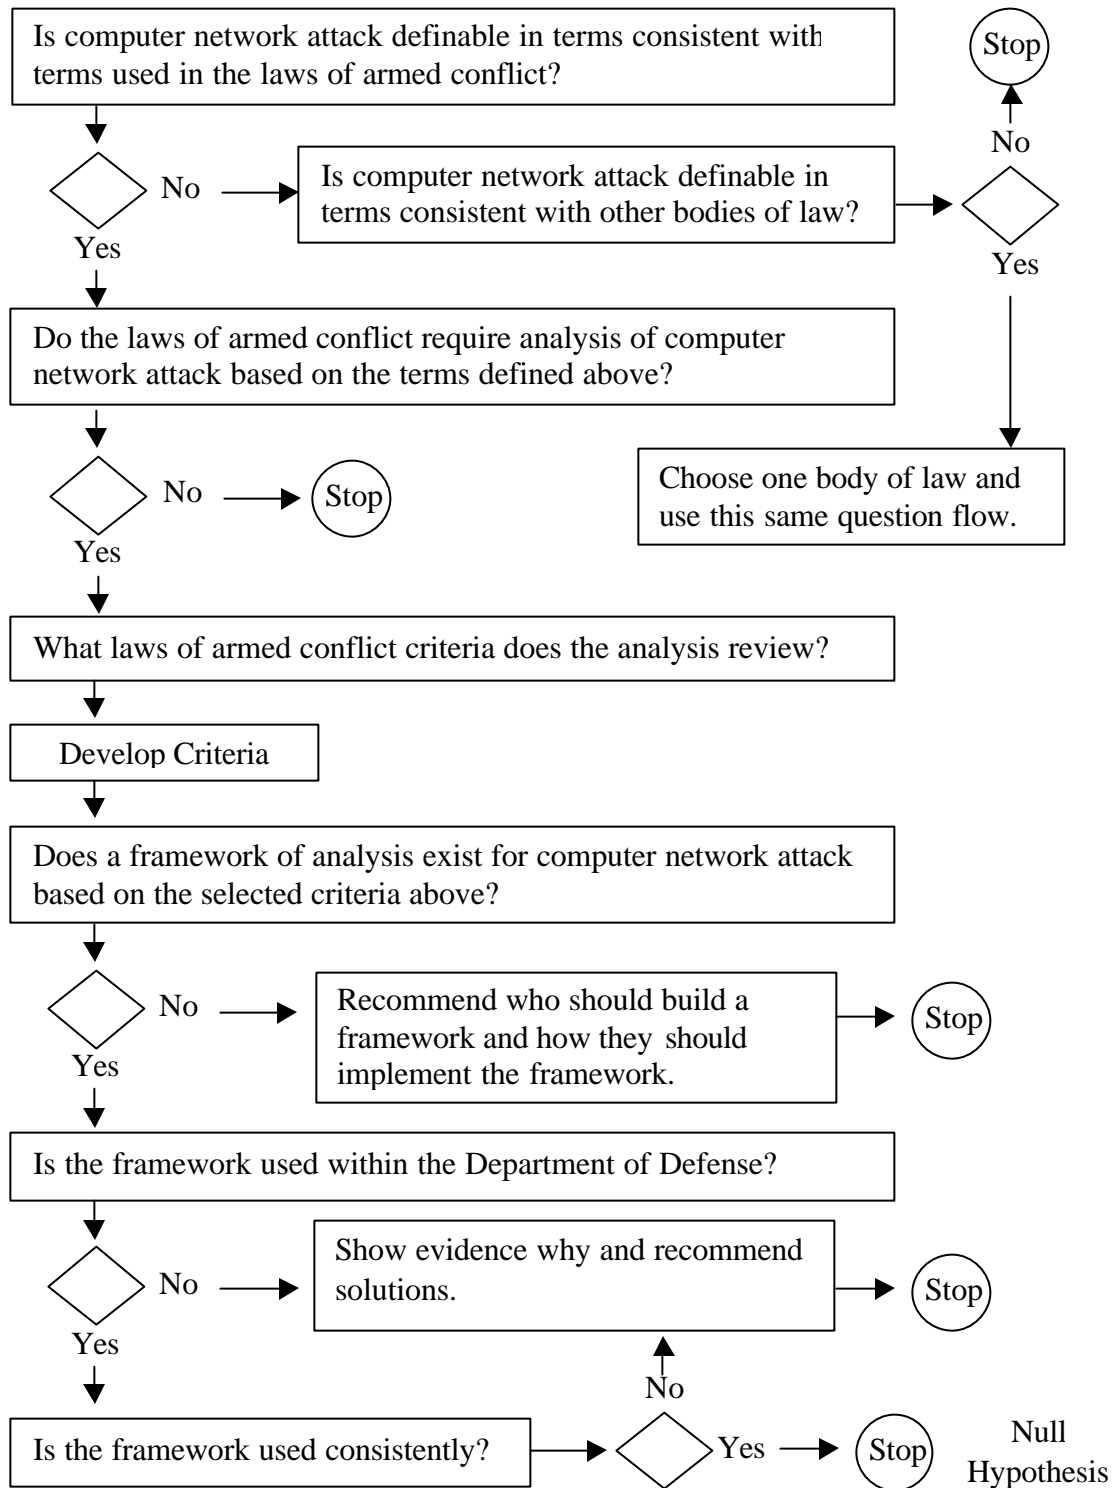 Is computer network attack definable in terms consistent with
terms used in the laws of armed conflict?
Stop
No
No
Is computer network attack definable in
terms consistent with other bodies of law?
Yes
Yes
Do the laws of armed conflict require analysis of computer
network attack based on the terms defined above?
No
Stop
Choose one body of law and
use this same question flow.
Yes
What laws of armed conflict criteria does the analysis review?
Develop Criteria
Does a framework of analysis exist for computer network attack
based on the selected criteria above?
No
Recommend who should build a
framework and how they should
implement the framework.
Stop
Yes
Is the framework used within the Department of Defense?
No
Show evidence why and recommend
solutions.
Stop
Yes
No
Is the framework used consistently?
Yes
Stop
Null
Hypothesis